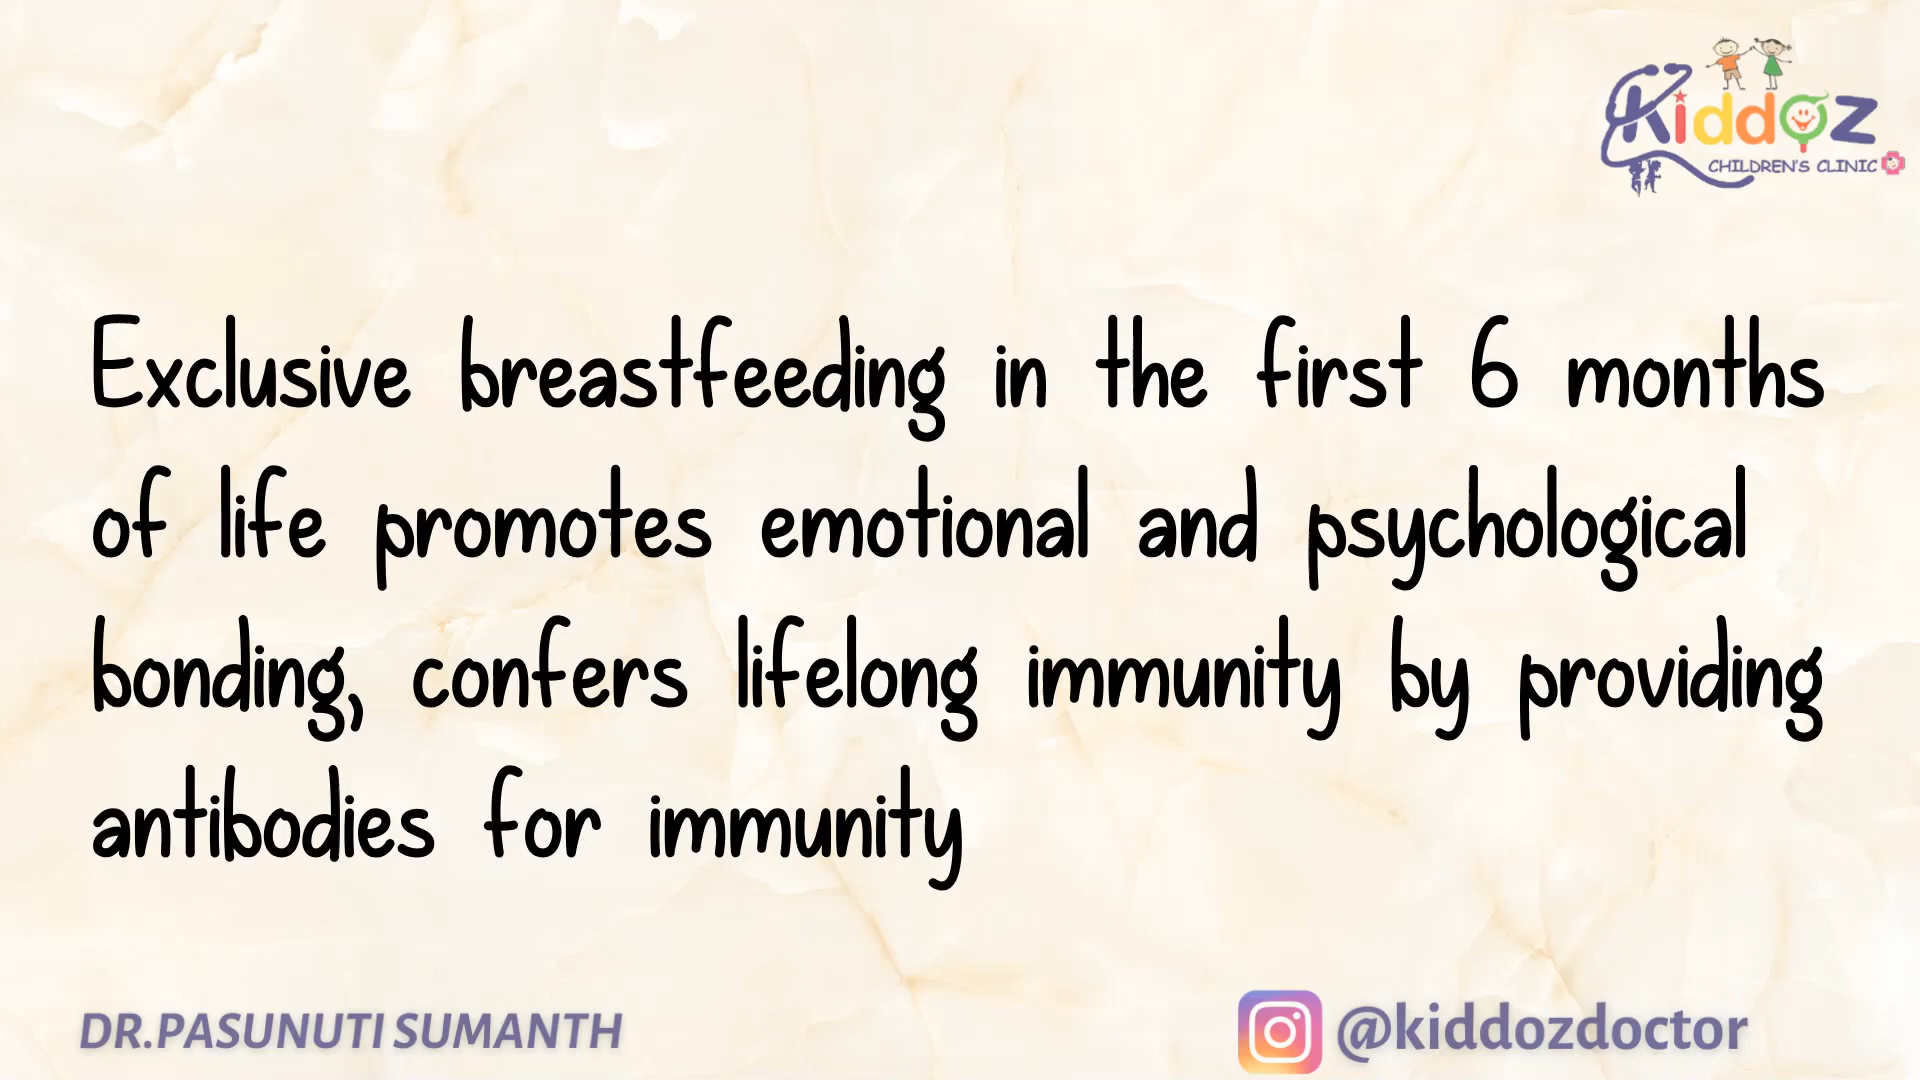 Kiddoz
CHILDREN'S CLINIC
Exclusive breastfeeding in the first 6 months
of life promotes emotional and psychological
bonding, confers lifelong immunity by providing
antibodies for immunity
DR.PASUNUTI SUMANTH
@kiddozdoctor